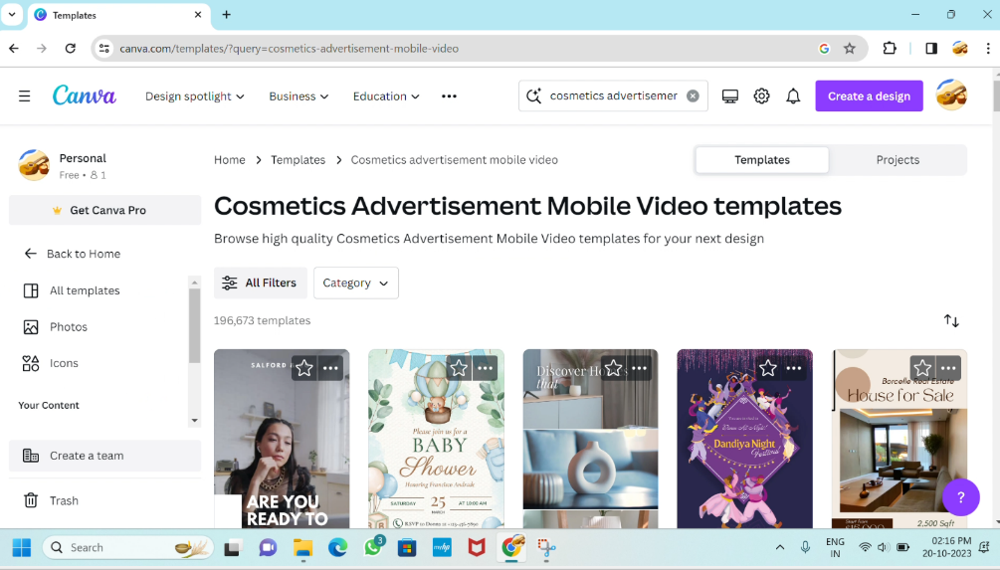 Templates
canva.com/templates/?query=cosmetics-advertisement-mobile-video
Canva
Design spotlight
Business
Education
cosmetics advertisemer
Create a design
Personal
Free • 1
Get Canva Pro
Back to Home
All templates
Photos
Icons
Your Content
Create a team
Trash
Home > Templates > Cosmetics advertisement mobile video
Templates
Projects
Cosmetics Advertisement Mobile Video templates
Browse high quality Cosmetics Advertisement Mobile Video templates for your next design
All Filters
Category
196,673 templates
SALFORD
ARE YOU
READY TO
Please join us for a
BABY
Shower
Honoring Francisco Andrade
SATURDAY
25
MARCH
AT 10:00 AM
Discover Ho
that
Dandiya Night
Festival
Borcelle Real Estate
House for Sale
Start from
2,500 Sqft
?
Search
3
myhp
ENG
IN
02:16 PM
20-10-2023